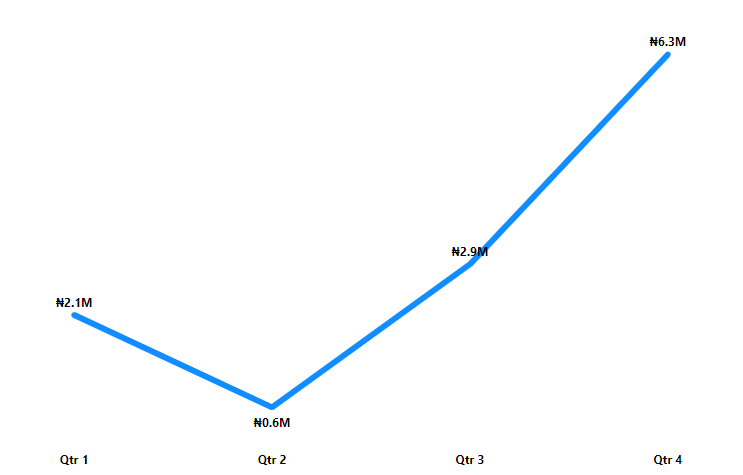 ₦6.3M
₦2.9M
₦2.1M
₦0.6M
Qtr 1 Qtr 2 Qtr 3 Qtr 4